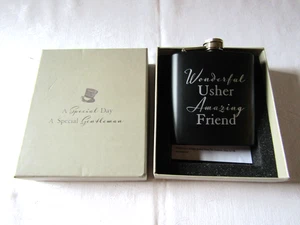 A Special Day
A Special Gentleman
Wonderful
Usher
Amazing
Friend